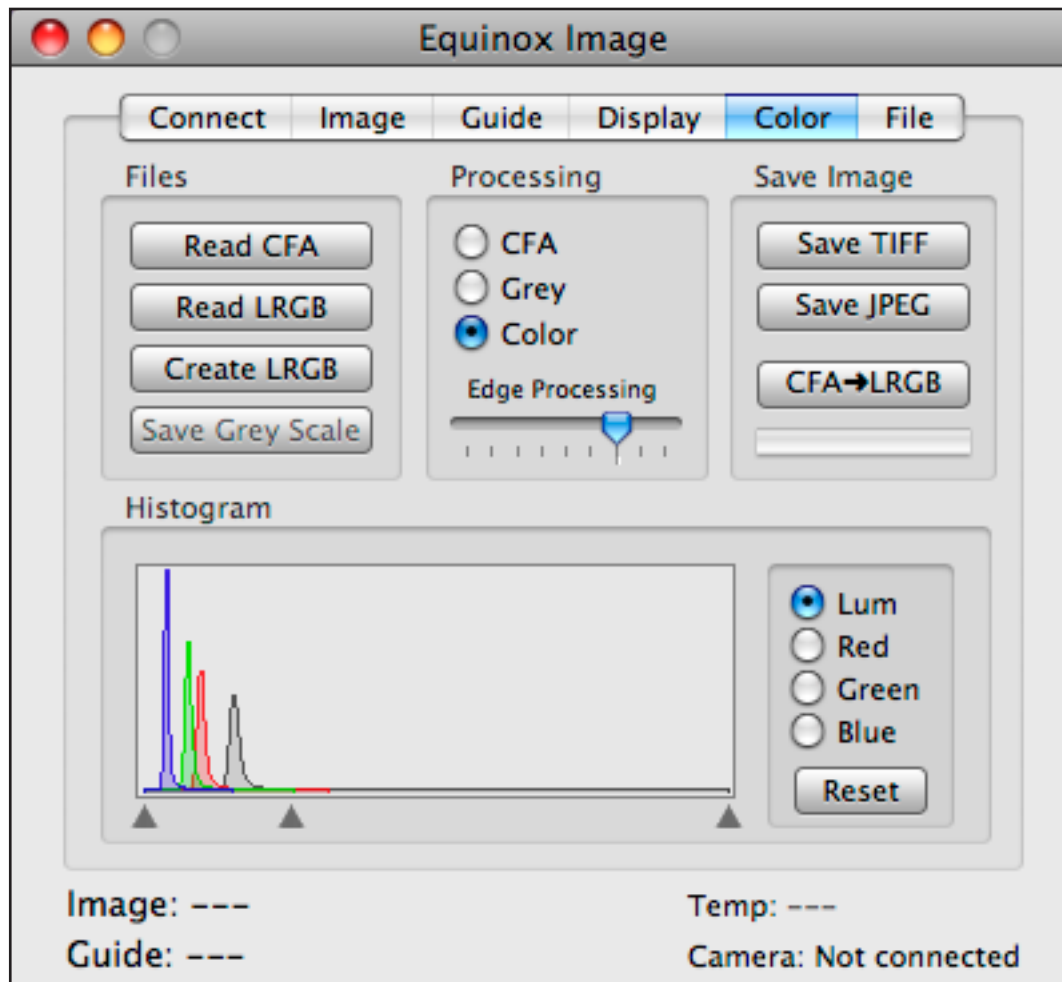 Equinox Image
Connect Image Guide Display Color File
Files
Read CFA
Read LRGB
Create LRGB
Save Grey Scale
Processing
CFA
Grey
Color
Edge Processing
Save Image
Save TIFF
Save JPEG
CFA➔LRGB
Histogram
Lum
Red
Green
Blue
Reset
Image: ---
Guide: ---
Temp: ---
Camera: Not connected